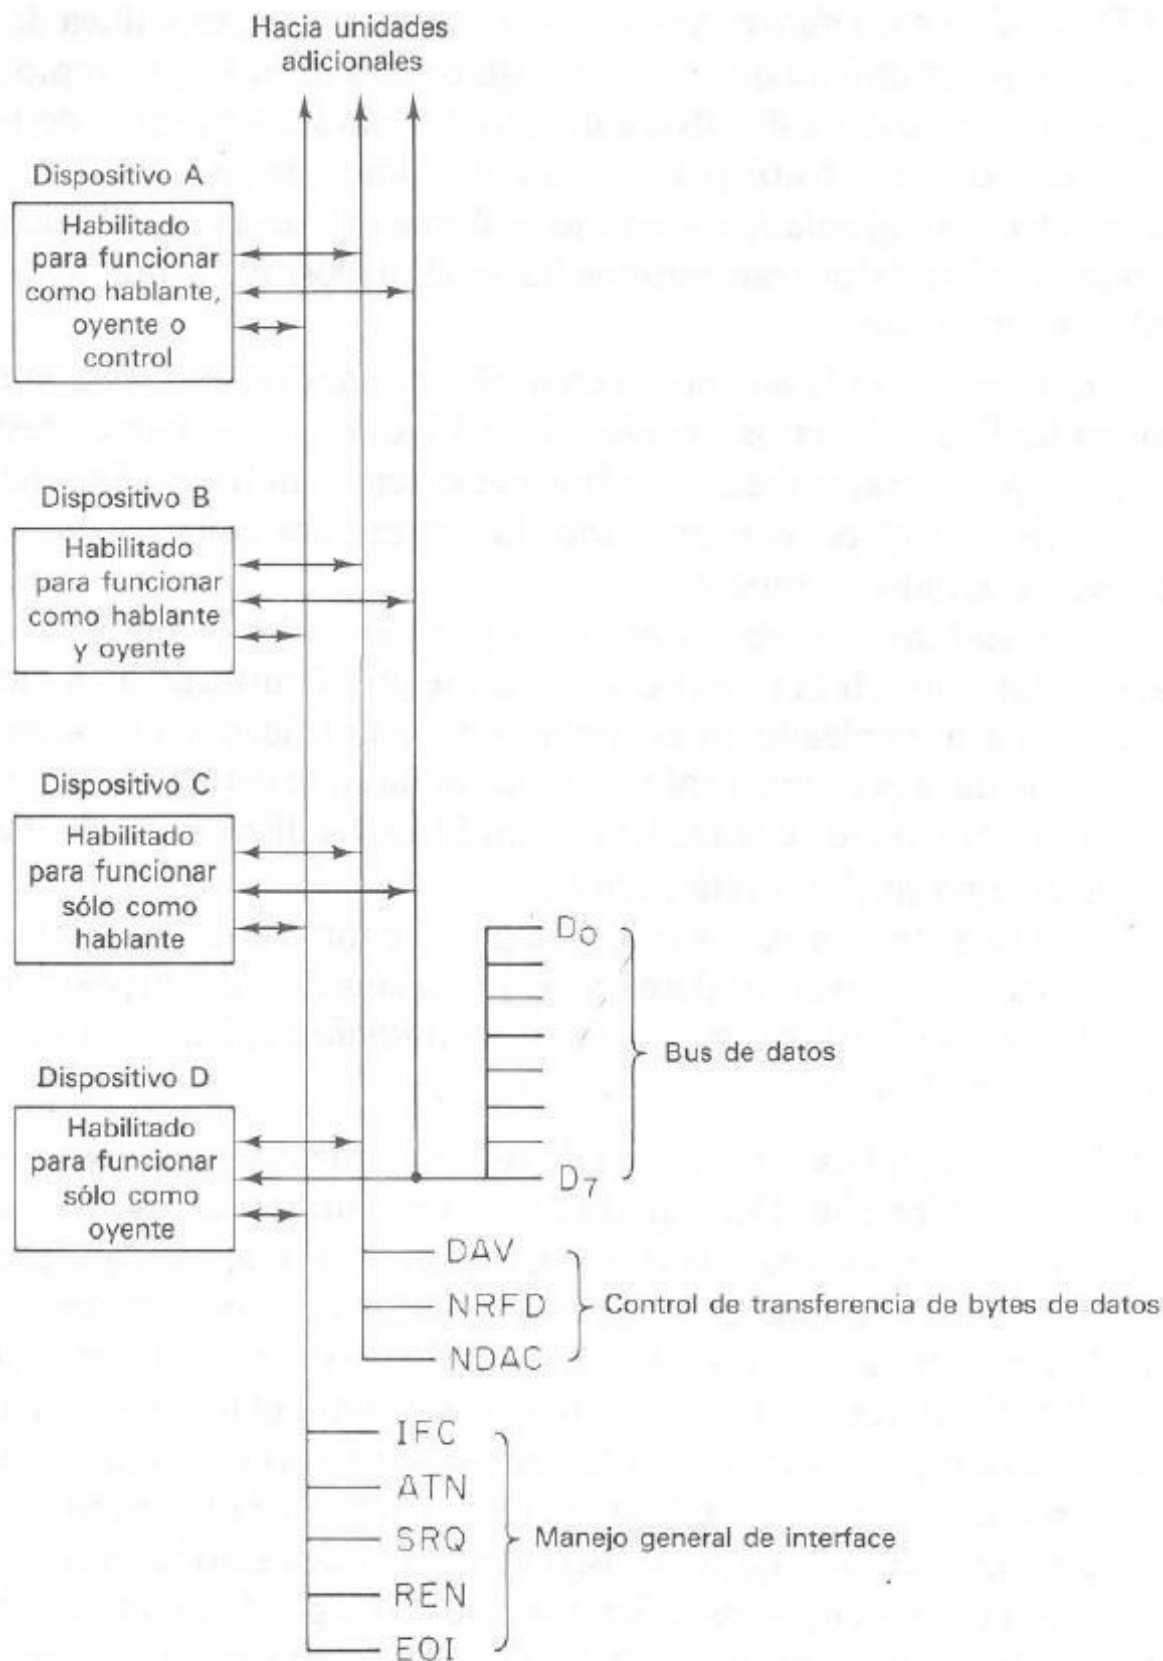 Hacia unidades
adicionales
Dispositivo A
Habilitado
para funcionar
como hablante,
oyente o
control
Dispositivo B
Habilitado
para funcionar
como hablante
y oyente
Dispositivo C
Habilitado
para funcionar
sólo como
hablante
Dispositivo D
Habilitado
para funcionar
sólo como
oyente
D0
D7
Bus de datos
DAV
NRFD
NDAC
Control de transferencia de bytes de datos
IFC
ATN
SRQ
REN
EOI
Manejo general de interface